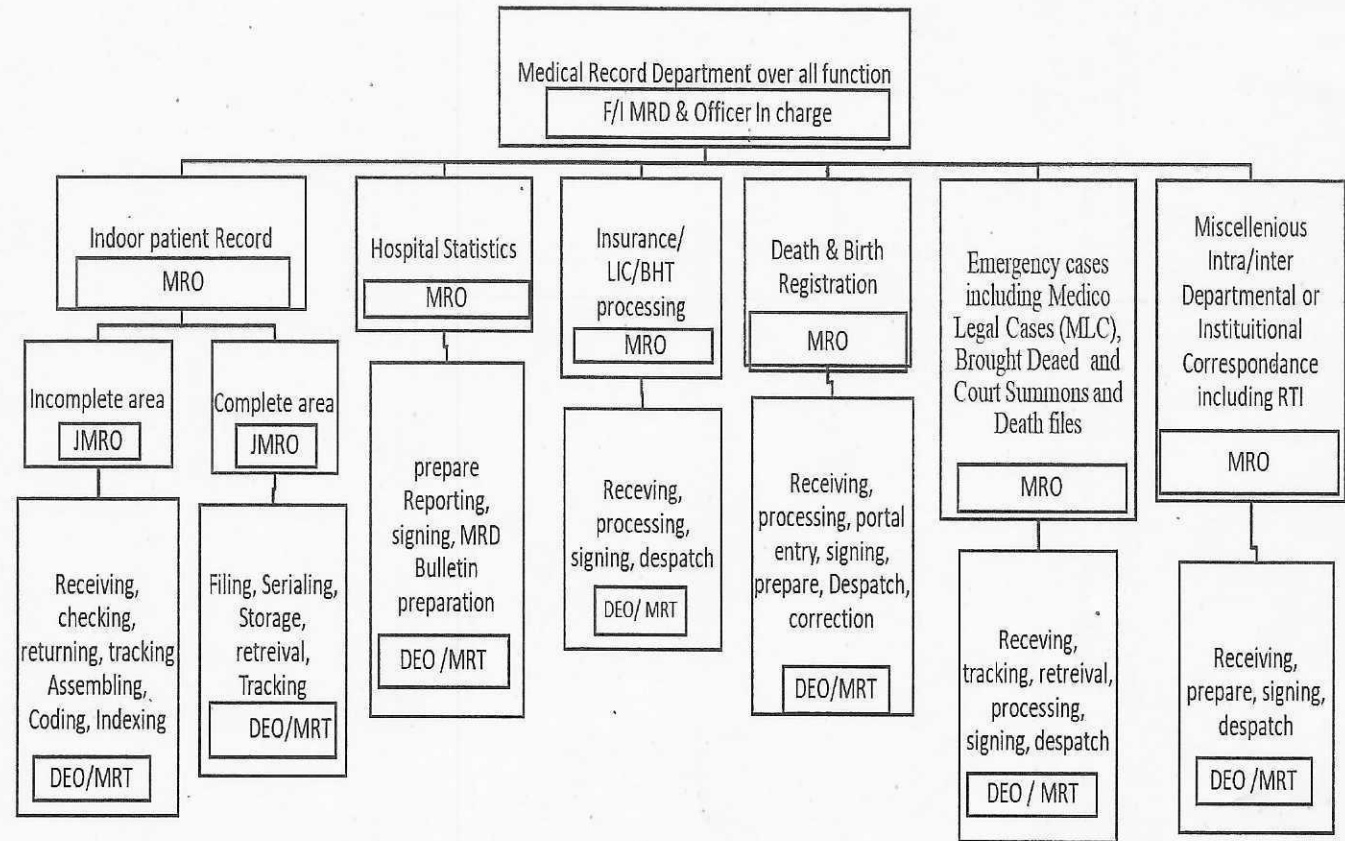 Medical Record Department over all function
F/I MRD & Officer In charge
Indoor patient Record
MRO
Hospital Statistics
MRO
Insurance/
LIC/BHT
processing
MRO
Death & Birth
Registration
MRO
Emergency cases
including Medico
Legal Cases (MLC),
Brought Deaed and
Court Summons and
Death files
MRO
Miscellenious
Intra/inter
Departmental or
Instituitional
Correspondance
including RTI
MRO
Incomplete area
JMRO
Complete area
JMRO
Receiving,
checking,
returning, tracking
Assembling,
Coding, Indexing
DEO/MRT
Filing, Serialing,
Storage,
retreival,
Tracking
DEO/MRT
prepare
Reporting,
signing, MRD
Bulletin
preparation
DEO /MRT
Receving,
processing,
signing, despatch
DEO/ MRT
Receiving,
processing, portal
entry, signing,
prepare, Despatch,
correction
DEO/MRT
Receving,
tracking, retreival,
processing,
signing, despatch
DEO / MRT
Receiving,
prepare, signing,
despatch
DEO / MRT